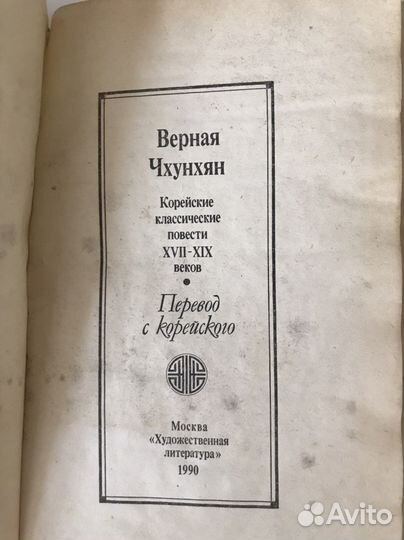 Верная
Чхунхян
Корейские
классические
повести
XVII-XIX
веков
Перевод
с корейского
Москва
«Художественная
литература»
1990
Avito